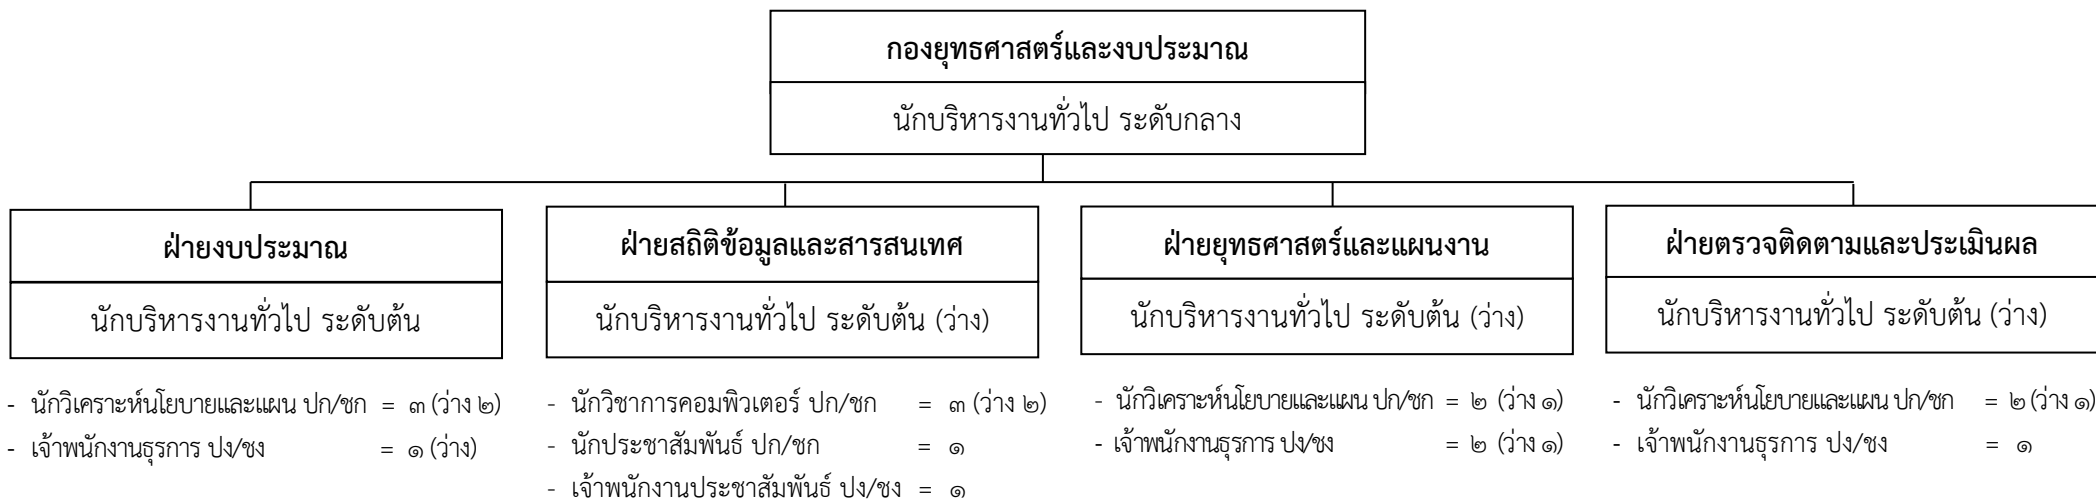 กองยุทธศาสตร์และงบประมาณ
นักบริหารงานทั่วไป ระดับกลาง
ฝ่ายงบประมาณ
นักบริหารงานทั่วไป ระดับต้น
- นักวิเคราะห์นโยบายและแผน ปก/ชก = ๓ (ว่าง ๒)
- เจ้าพนักงานธุรการ ปง/ชง = ๑ (ว่าง)
ฝ่ายสถิติข้อมูลและสารสนเทศ
นักบริหารงานทั่วไป ระดับต้น (ว่าง)
- นักวิชาการคอมพิวเตอร์ ปก/ชก = ๓ (ว่าง ๒)
- นักประชาสัมพันธ์ ปก/ชก = ๑
- เจ้าพนักงานประชาสัมพันธ์ ปง/ชง = ๑
ฝ่ายยุทธศาสตร์และแผนงาน
นักบริหารงานทั่วไป ระดับต้น (ว่าง)
- นักวิเคราะห์นโยบายและแผน ปก/ชก = ๒ (ว่าง ๑)
- เจ้าพนักงานธุรการ ปง/ชง = ๒ (ว่าง ๑)
ฝ่ายตรวจติดตามและประเมินผล
นักบริหารงานทั่วไป ระดับต้น (ว่าง)
- นักวิเคราะห์นโยบายและแผน ปก/ชก = ๒ (ว่าง ๑)
- เจ้าพนักงานธุรการ ปง/ชง = ๑